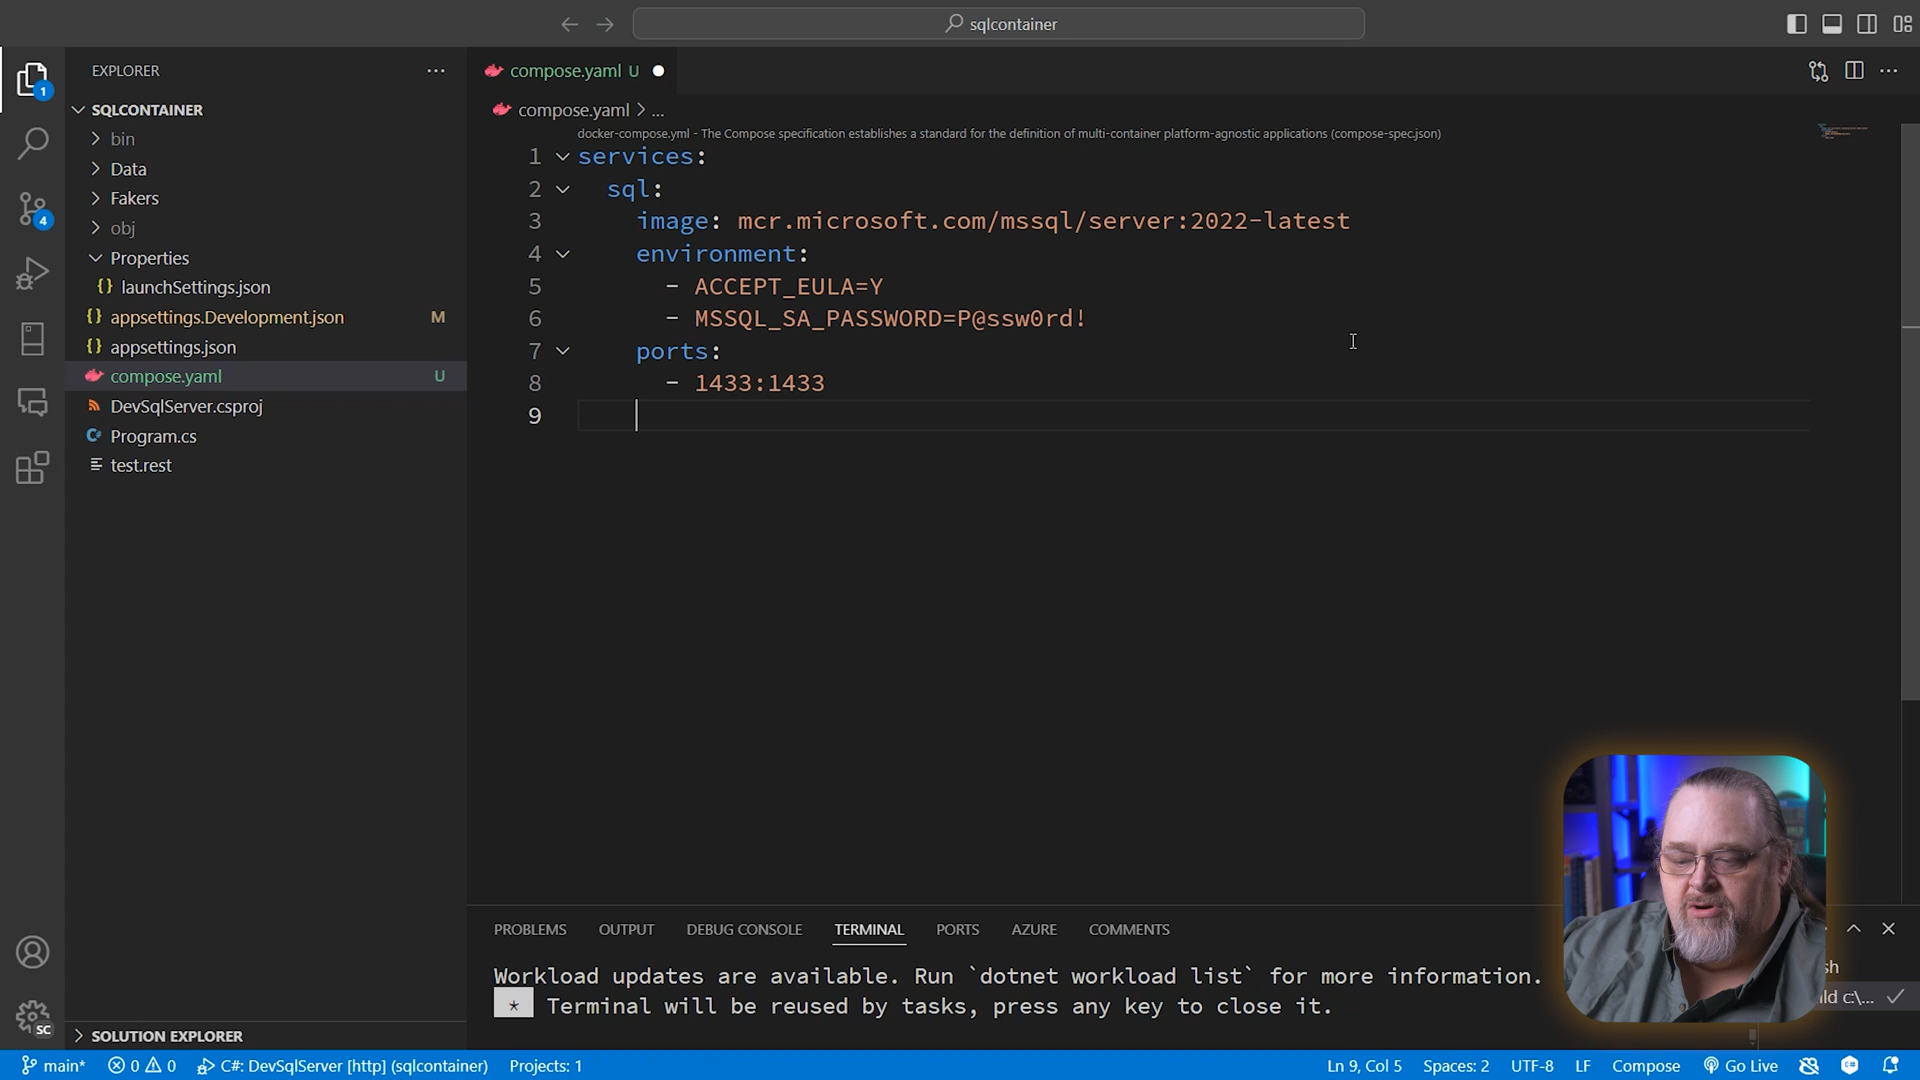 sqlcontainer
EXPLORER
SQLCONTAINER
bin
Data
Fakers
obj
Properties
{} launchSettings.json
{} appsettings.Development.json M
{} appsettings.json
compose.yaml U
DevSqlServer.csproj
C# Program.cs
test.rest
SOLUTION EXPLORER
1
4
SC
compose.yaml U
compose.yaml > ...
docker-compose.yml - The Compose specification establishes a standard for the definition of multi-container platform-agnostic applications (compose-spec.json)
1 services:
2 sql:
3 image: mcr.microsoft.com/mssql/server:2022-latest
4 environment:
5 - ACCEPT_EULA=Y
6 - MSSQL_SA_PASSWORD=P@ssw0rd!
7 ports:
8 - 1433:1433
9
PROBLEMS OUTPUT DEBUG CONSOLE TERMINAL PORTS AZURE COMMENTS
Workload updates are available. Run `dotnet workload list` for more information.
* Terminal will be reused by tasks, press any key to close it.
sh
ld c:\...
main* 0 0 C#: DevSqlServer [http] (sqlcontainer) Projects: 1 Ln 9, Col 5 Spaces: 2 UTF-8 LF Compose Go Live